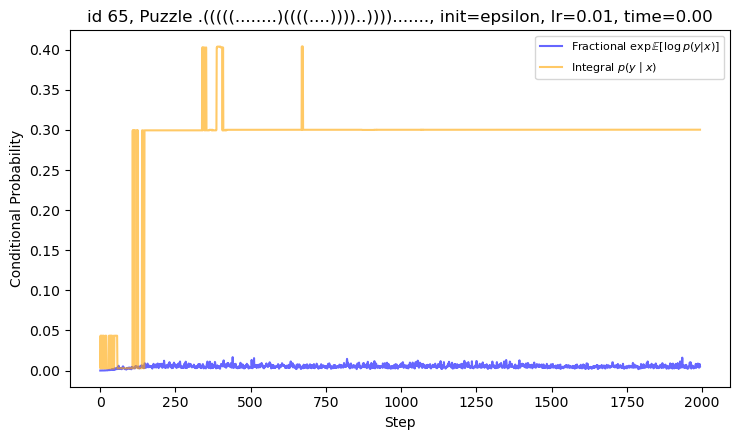 id 65, Puzzle .(((((........)((((....))))..))))......., init=epsilon, lr=0.01, time=0.00
Fractional exp𝔼[log p(y|x)]
Integral p(y | x)
Conditional Probability
0.40
0.35
0.30
0.25
0.20
0.15
0.10
0.05
0.00
0 250 500 750 1000 1250 1500 1750 2000
Step